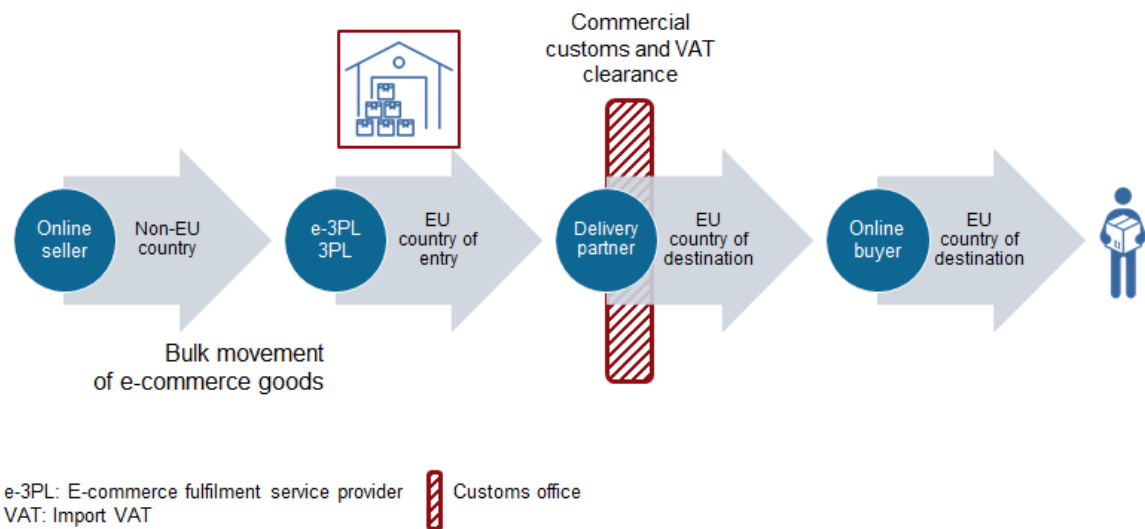 Commercial
customs and VAT
clearance
Online
seller
Non-EU
country
e-3PL
3PL
EU
country of
entry
Delivery
partner
EU
country of
destination
Online
buyer
EU
country of
destination
Bulk movement
of e-commerce goods
e-3PL: E-commerce fulfilment service provider
VAT: Import VAT
Customs office